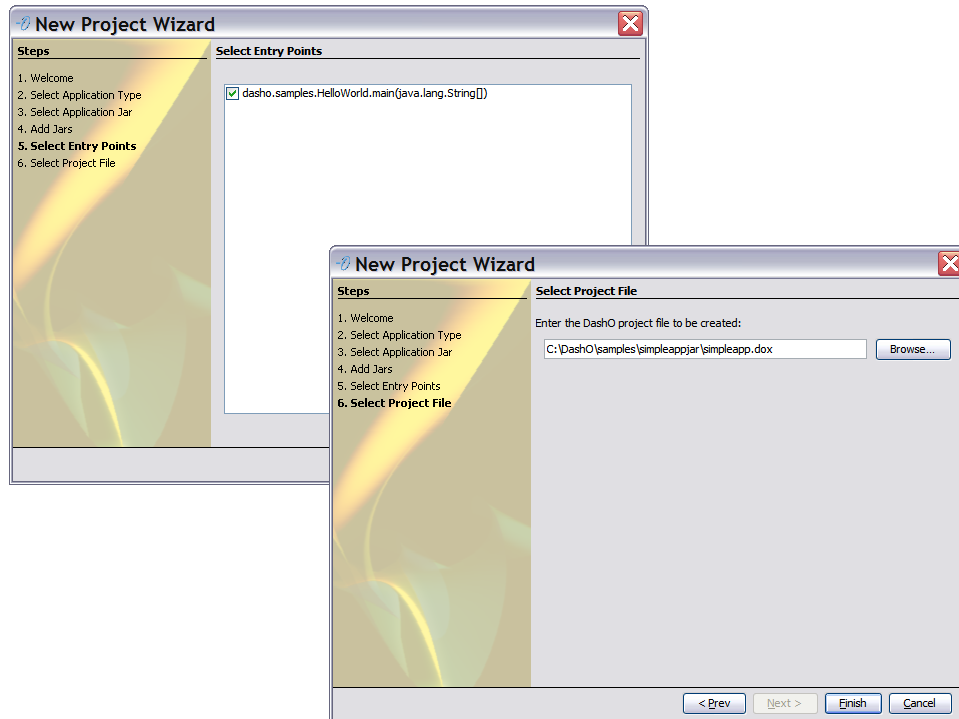 New Project Wizard
Steps
1. Welcome
2. Select Application Type
3. Select Application Jar
4. Add Jars
5. Select Entry Points
6. Select Project File
Select Entry Points
dasho.samples.HelloWorld.main(java.lang.String[])
New Project Wizard
Steps
1. Welcome
2. Select Application Type
3. Select Application Jar
4. Add Jars
5. Select Entry Points
6. Select Project File
Select Project File
Enter the DashO project file to be created:
C:\DashO\samples\simpleappjar\simpleapp.dox
Browse...
< Prev
Next >
Finish
Cancel